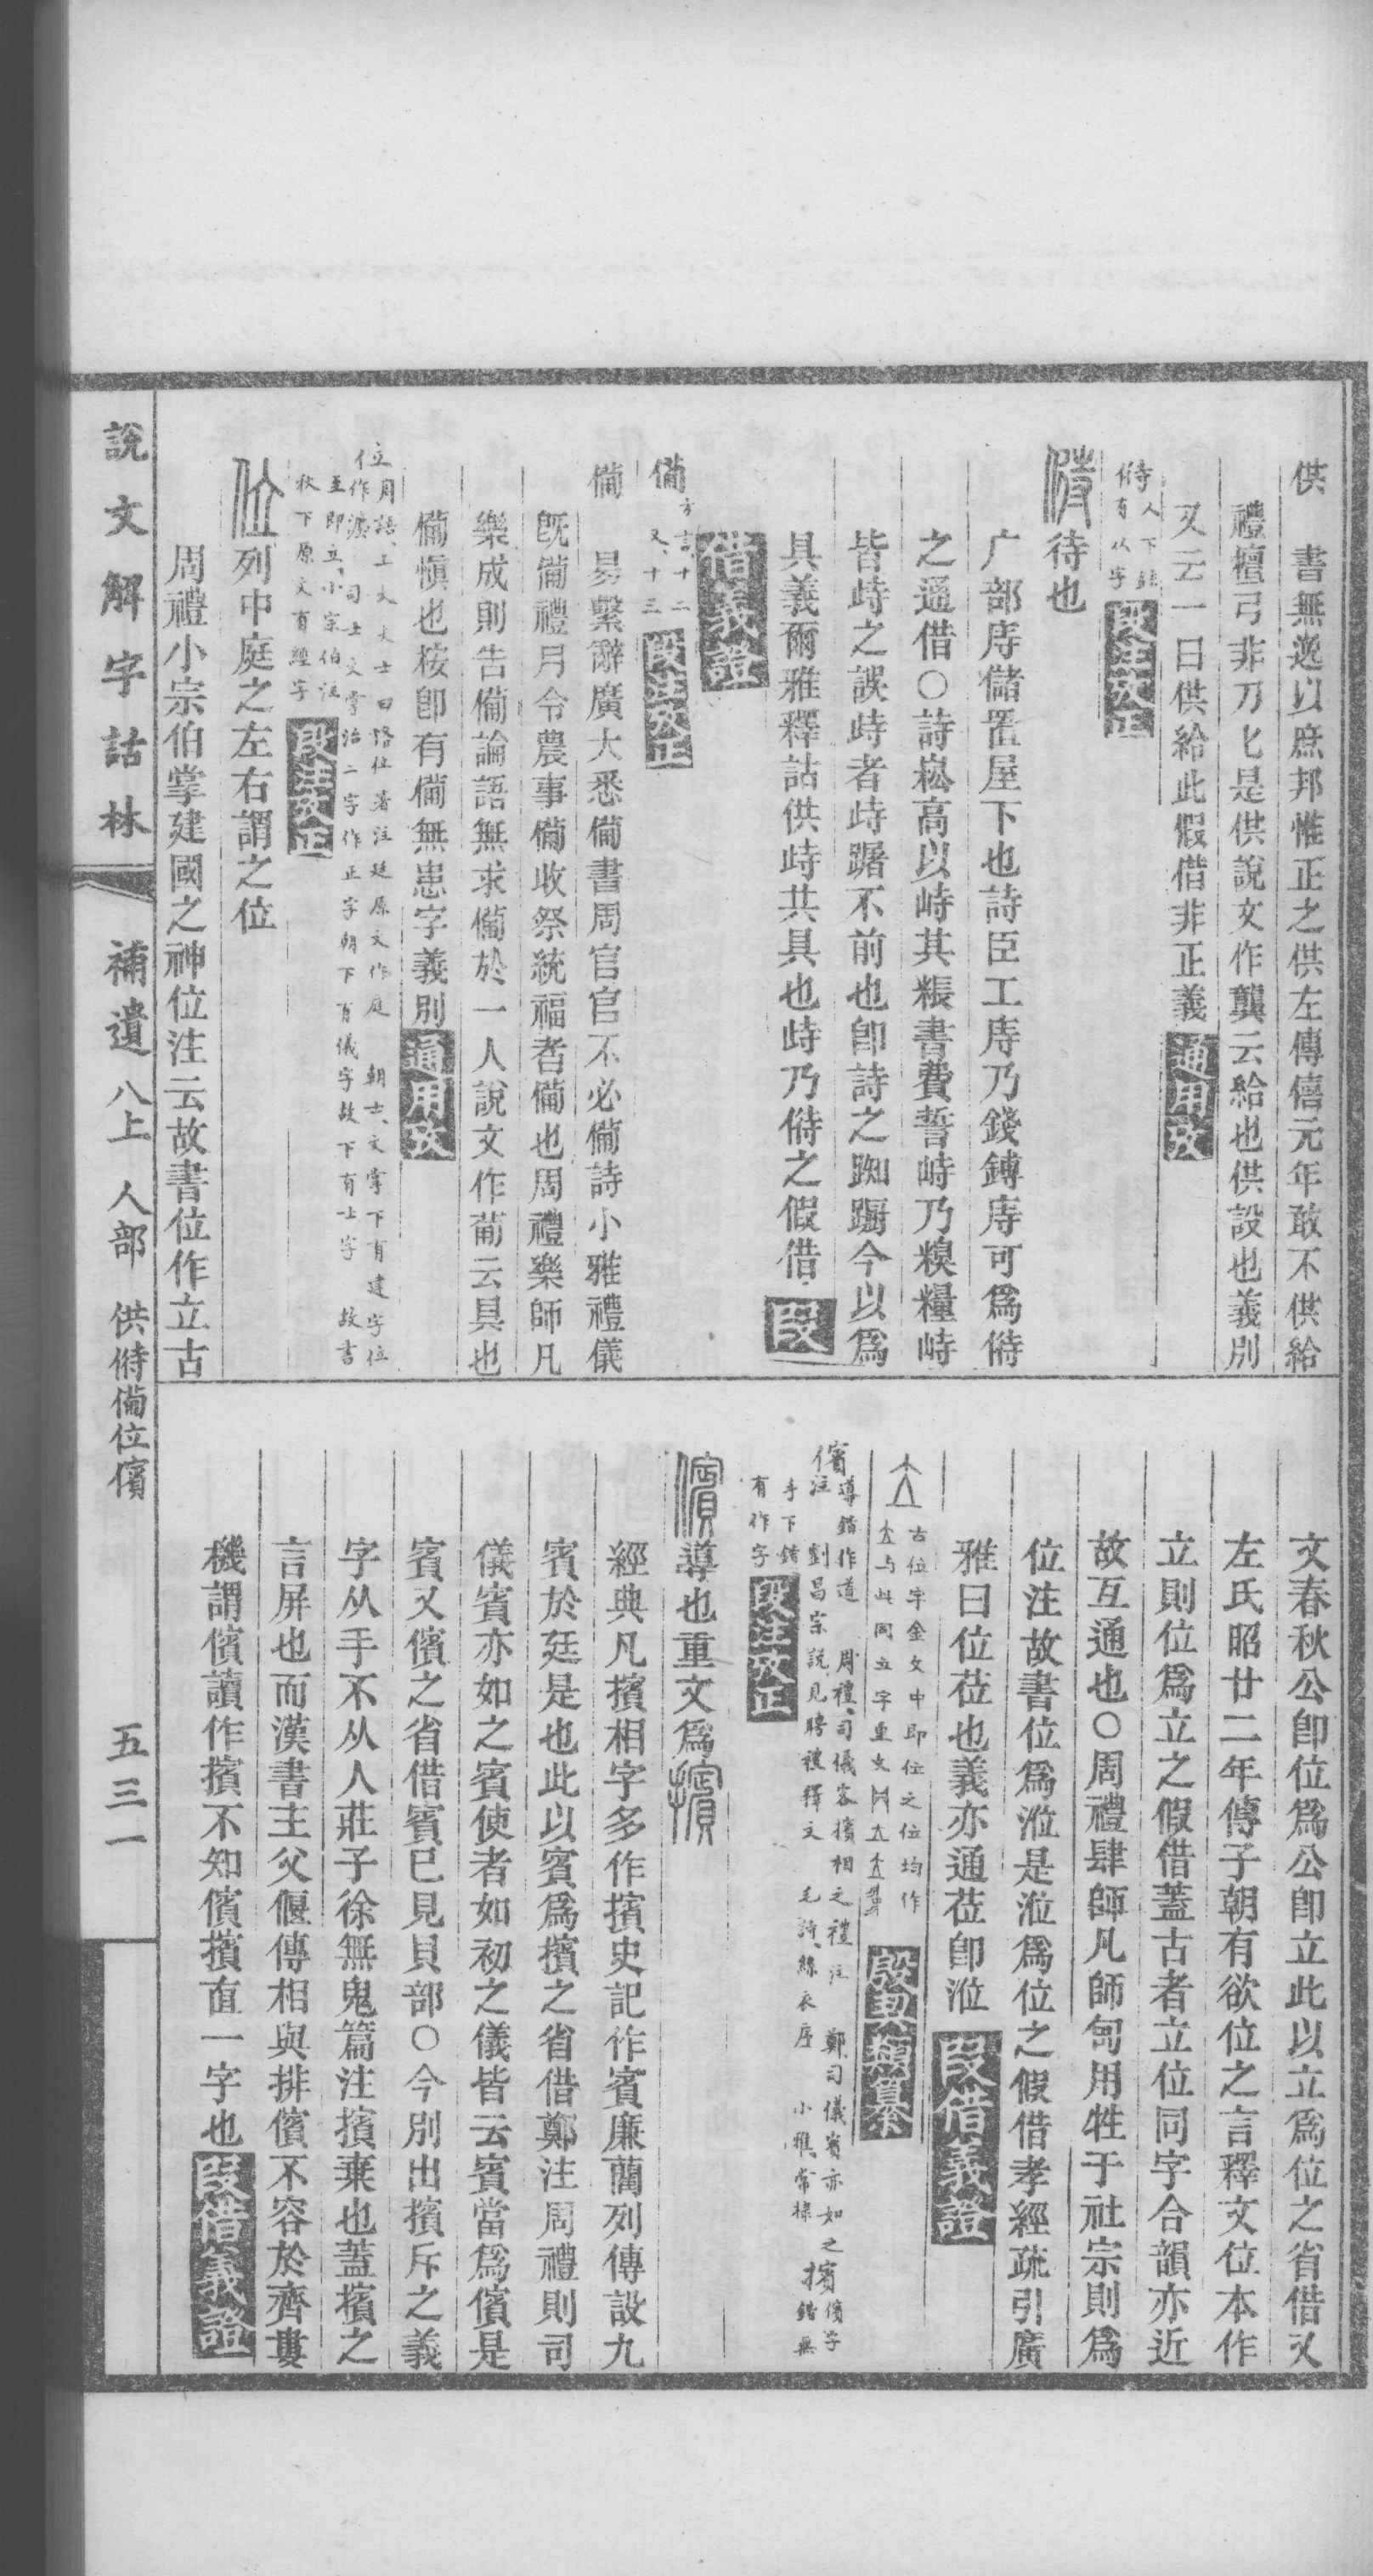 供　書無逸以庶邦惟正之供左傳僖元年敢不供給
禮檀弓非刀匕是供說文作龔云給也供設也義別
又云一曰供給此假借非正義 通用攷
偫 人下鍇 偫有从字 段注攷正
偫待也
广部庤儲置屋下也詩臣工庤乃錢鎛庤可爲偫
之通借○詩崧高以峙其粻書費誓峙乃糗糧峙
皆歭之誤歭者歭躇不前也卽詩之踟躕今以爲
具義爾雅釋詁供歭共具也歭乃偫之假借 段
借義證
備 方言十二又、十三 段注攷正
備　易繫辭廣大悉備書周官官不必備詩小雅禮儀
旣備禮月令農事備收祭統福者備也周禮樂師凡
樂成則告備論語無求備於一人說文作葡云具也
備愼也桉卽有備無患字義別 通用攷
位 周語、上大夫士曰 位著注廷原文作庭　朝士、文掌下有建字位
立作 司士文掌治二字作正字朝下有儀字故下有士字　故書
至卽立、小宗伯注
秋下原文有經字 段注攷正
位列中庭之左右謂之位
周禮小宗伯掌建國之神位注云故書位作立古
文春秋公卽位爲公卽立此以立爲位之省借又
左氏昭廿二年傳子朝有欲位之言釋文位本作
立則位爲立之假借蓋古者立位同字合韻亦近
故互通也○周禮肆師凡師甸用牲于社宗則爲
位注故書位爲涖是涖爲位之假借孝經疏引廣
雅曰位莅也義亦通莅卽涖 段借義證
古位字金文中卽位之位均作
與此同立字重文
殷契類纂
儐 導鍇作道　周禮、司儀容擯相之禮注　鄭司儀賓亦如之擯儐字
注　劉昌宗說見聘禮釋文　毛詩、絲衣序　小雅常棣　擯鍇無
手下鍇
有作字 段注攷正
儐導也重文爲擯
經典凡擯相字多作擯史記作賓廉藺列傳設九
賓於廷是也此以賓爲擯之省借鄭注周禮則司
儀賓亦如之賓使者如初之儀皆云賓當爲儐是
賓又儐之省借賓已見貝部○今別出擯斥之義
字从手不从人莊子徐無鬼篇注擯棄也蓋擯之
言屏也而漢書主父偃傳相與排儐不容於齊婁
機謂儐讀作擯不知儐擯直一字也 段借義證
說文解字詁林　補遺 八上 人部 供偫備位儐　五三一